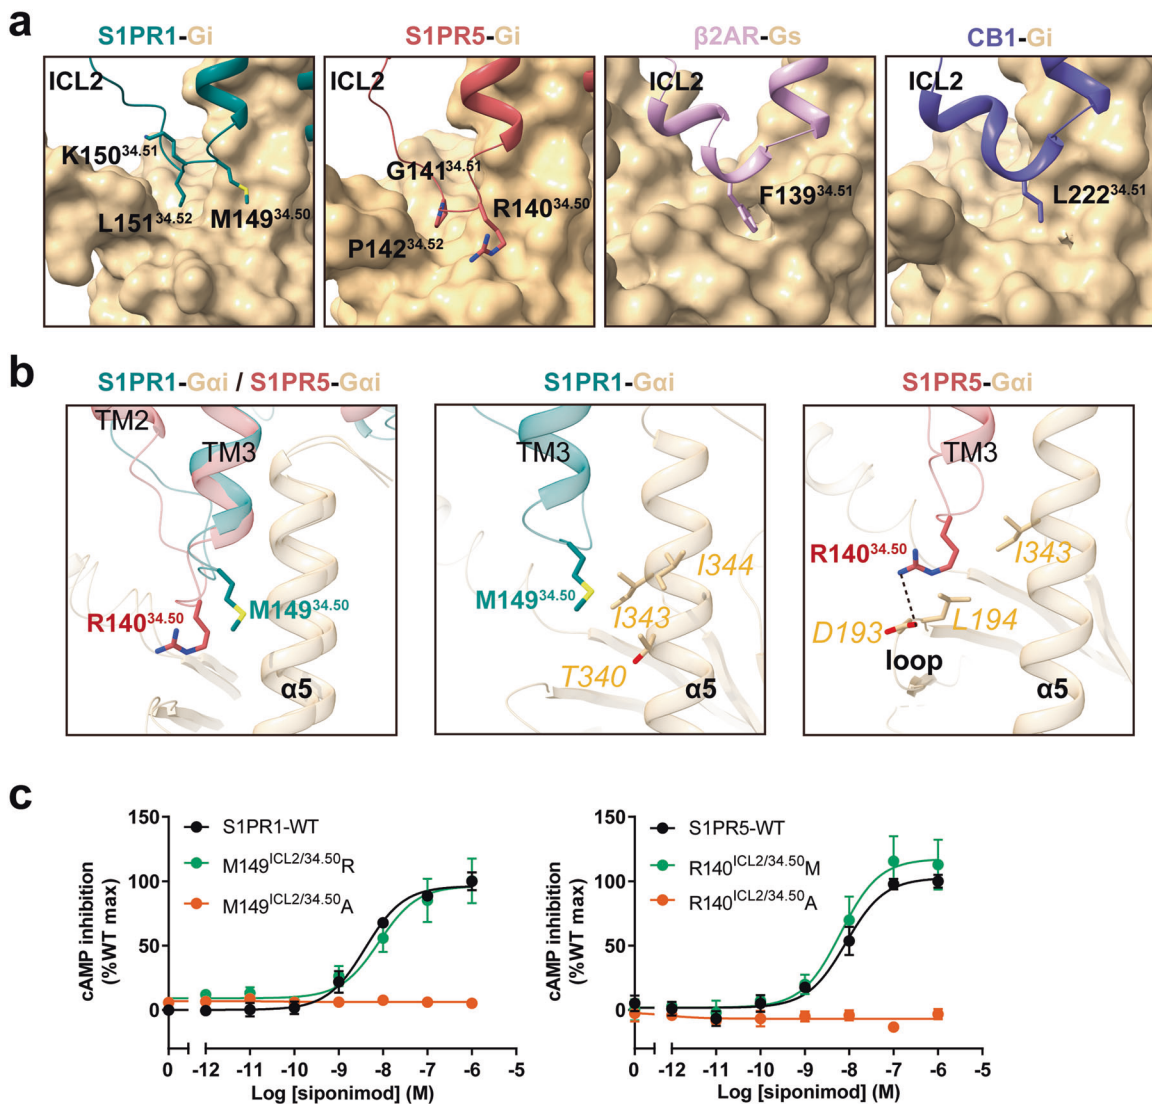 a
S1PR1-Gi
S1PR5-Gi
β2AR-Gs
CB1-Gi
ICL2
K150^34.51
L151^34.52
M149^34.50
ICL2
G141^34.51
R140^34.50
P142^34.52
ICL2
F139^34.51
ICL2
L222^34.51
b
S1PR1-Gαi / S1PR5-Gαi
S1PR1-Gαi
S1PR5-Gαi
TM2
TM3
R140^34.50
M149^34.50
α5
TM3
I344
M149^34.50
I343
T340
α5
TM3
R140^34.50
I343
D193
L194
loop
α5
c
cAMP inhibition
(%WT max)
150
100
50
0
S1PR1-WT
M149^ICL2/34.50R
M149^ICL2/34.50A
0 -12 -11 -10 -9 -8 -7 -6 -5
Log [siponimod] (M)
cAMP inhibition
(%WT max)
150
100
50
0
S1PR5-WT
R140^ICL2/34.50M
R140^ICL2/34.50A
0 -12 -11 -10 -9 -8 -7 -6 -5
Log [siponimod] (M)